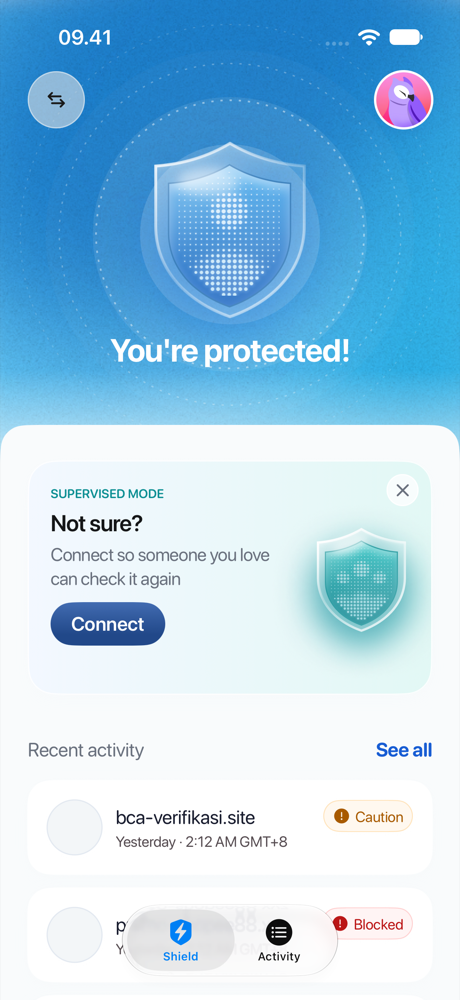 09.41
You're protected!
SUPERVISED MODE
Not sure?
Connect so someone you love
can check it again
Connect
Recent activity
See all
bca-verifikasi.site
Caution
Yesterday · 2:12 AM GMT+8
Blocked
Shield
Activity